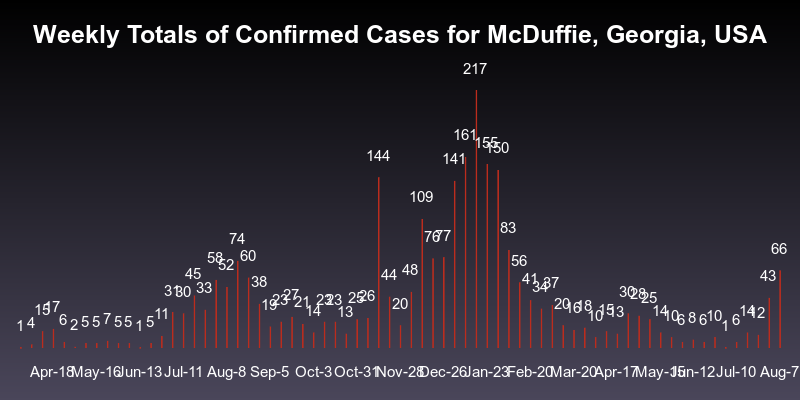 Weekly Totals of Confirmed Cases for McDuffie, Georgia, USA
1 4 15 17 6 2 5 5 7 5 5 1 5 11 31 30 45 33 58 52 74 60 38 19 23 27 21 14 23 23 13 25 26 144 44 20 48 109 76 77 141 161 217 155 150 83 56 41 34 37 20 16 18 10 15 13 30 28 25 14 10 6 8 6 10 1 6 14 12 43 66
Apr-18 May-16 Jun-13 Jul-11 Aug-8 Sep-5 Oct-3 Oct-31 Nov-28 Dec-26 Jan-23 Feb-20 Mar-20 Apr-17 May-15 Jun-12 Jul-10 Aug-7